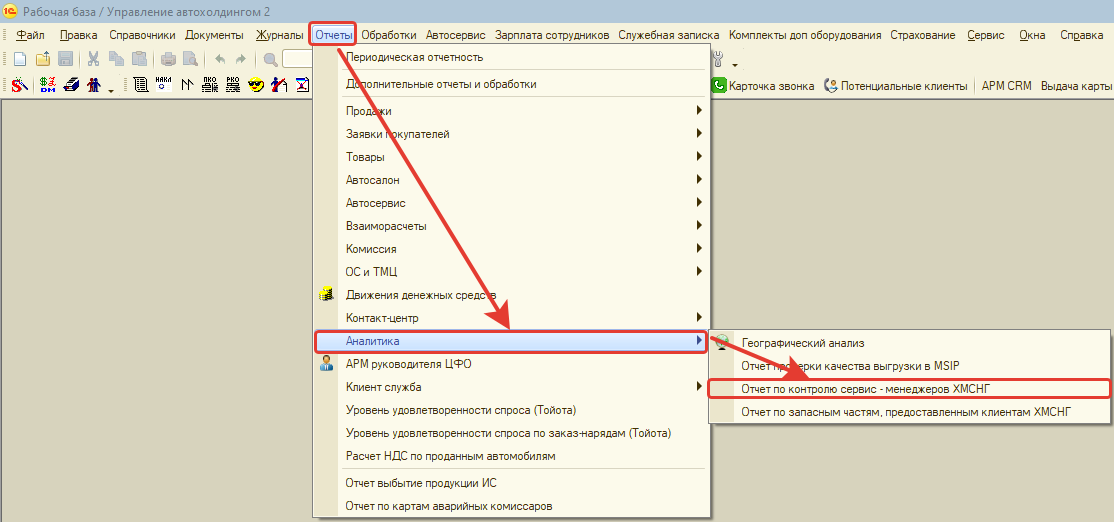 1С Рабочая база / Управление автохолдингом 2
Файл Правка Справочники Документы Журналы Отчеты Обработки Автосервис Зарплата сотрудников Служебная записка Комплекты доп оборудования Страхование Сервис Окна Справка
Периодическая отчетность
Дополнительные отчеты и обработки
НАКЛ ПКО РКО Карточка звонка Потенциальные клиенты АРМ CRM Выдача карты
DM
Продажи
Заявки покупателей
Товары
Автосалон
Автосервис
Взаиморасчеты
Комиссия
ОС и ТМЦ
Движения денежных средств
Контакт-центр
Аналитика
АРМ руководителя ЦФО
Клиент служба
Уровень удовлетворенности спроса (Тойота)
Уровень удовлетворенности спроса по заказ-нарядам (Тойота)
Расчет НДС по проданным автомобилям
Отчет выбытие продукции ИС
Отчет по картам аварийных комиссаров
Географический анализ
Отчет проверки качества выгрузки в MSIP
Отчет по контролю сервис - менеджеров ХМСНГ
Отчет по запасным частям, предоставленным клиентам ХМСНГ